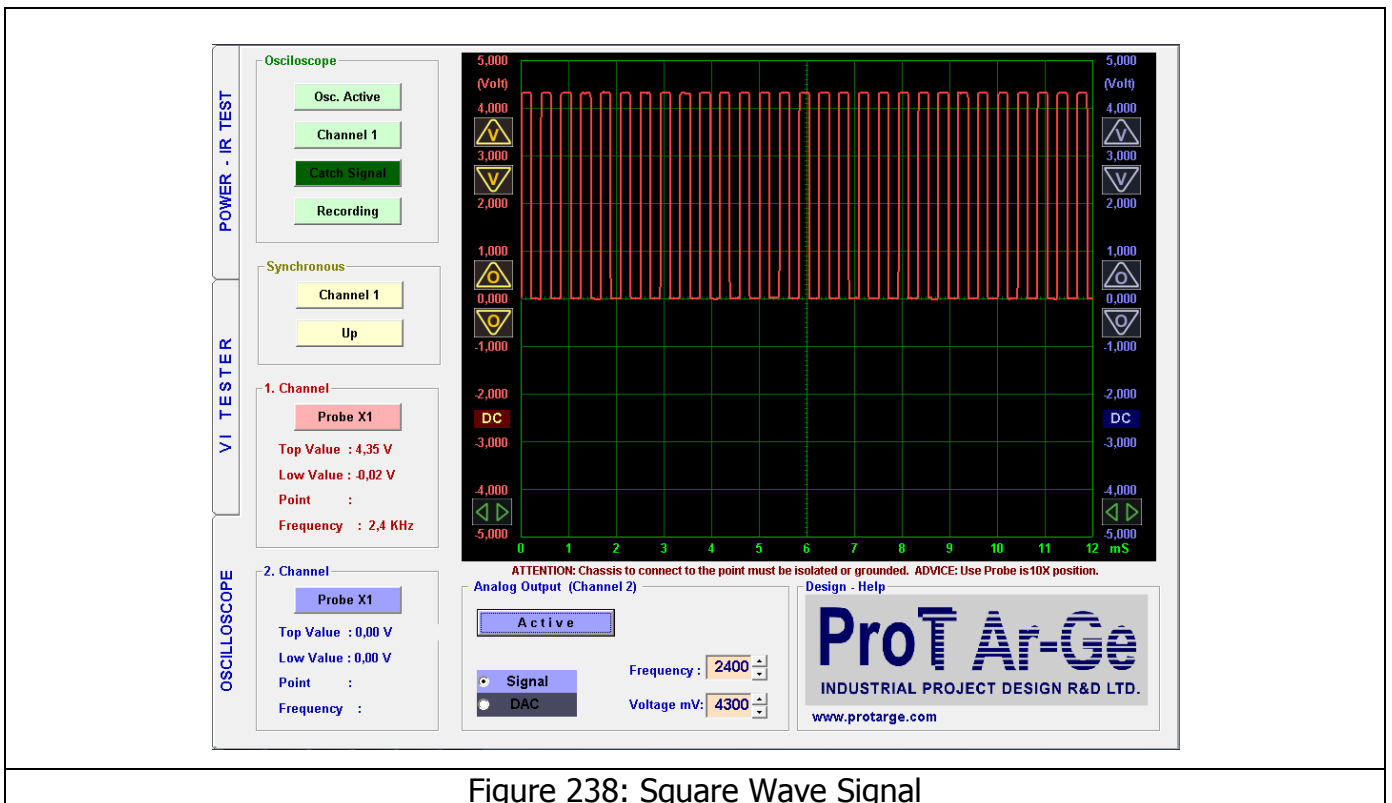 POWER - IR TEST
VI TESTER
OSCILLOSCOPE
Osciloscope
Osc. Active
Channel 1
Catch Signal
Recording
Synchronous
Channel 1
Up
1. Channel
Probe X1
Top Value : 4,35 V
Low Value : -0,02 V
Point :
Frequency : 2,4 KHz
2. Channel
Probe X1
Top Value : 0,00 V
Low Value : 0,00 V
Point :
Frequency :
5,000
(Volt)
4,000
V
3,000
V
2,000
1,000
O
0,000
O
-1,000
-2,000
DC
-3,000
-4,000
-5,000
5,000
(Volt)
4,000
V
3,000
V
2,000
1,000
O
0,000
O
-1,000
-2,000
DC
-3,000
-4,000
-5,000
0 1 2 3 4 5 6 7 8 9 10 11 12 mS
ATTENTION: Chassis to connect to the point must be isolated or grounded. ADVICE: Use Probe is10X position.
Analog Output (Channel 2)
Active
Signal
DAC
Frequency : 2400
Voltage mV: 4300
Design - Help
ProT Ar-Ge
INDUSTRIAL PROJECT DESIGN R&D LTD.
www.protarge.com
Figure 238: Square Wave Signal